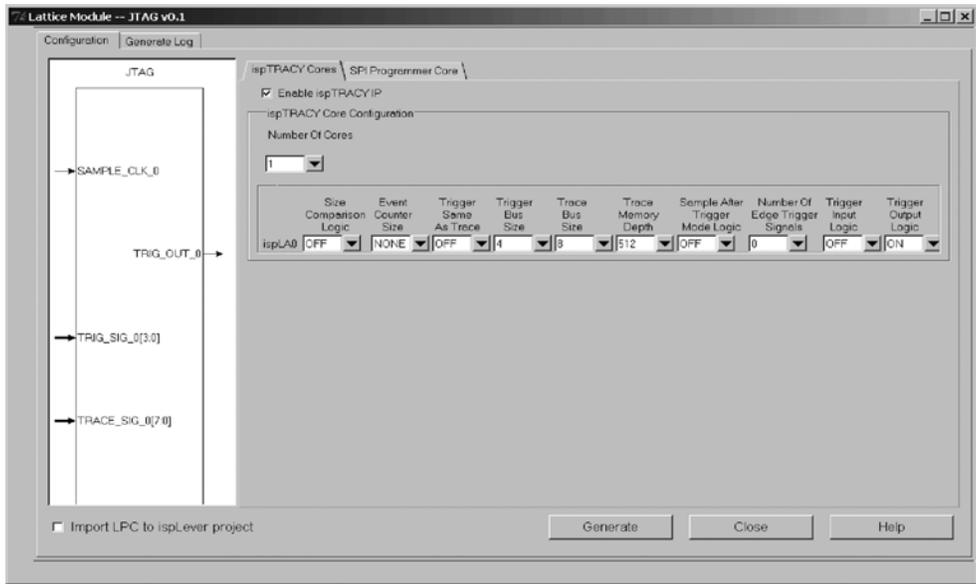 Lattice Module -- JTAG v0.1
Configuration Generate Log
JTAG
SAMPLE_CLK_0
TRIG_OUT_0
TRIG_SIG_0[3:0]
TRACE_SIG_0[7:0]
ispTRACY Cores SPI Programmer Core
Enable ispTRACY IP
ispTRACY Core Configuration
Number Of Cores
1
Size Comparison Logic Event Counter Size Trigger Same As Trace Trigger Bus Size Trace Bus Size Trace Memory Depth Sample After Trigger Mode Logic Number Of Edge Trigger Signals Trigger Input Logic Trigger Output Logic
ispLA0 OFF NONE OFF 4 8 512 OFF 0 OFF ON
Import LPC to ispLever project
Generate Close Help